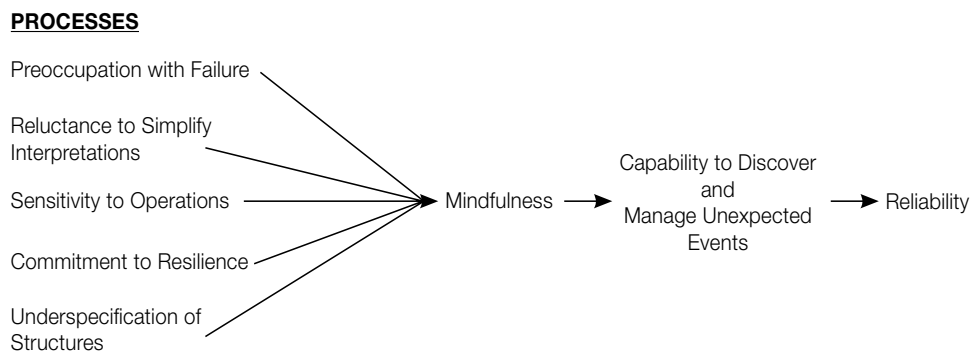 PROCESSES
Preoccupation with Failure
Reluctance to Simplify
Interpretations
Sensitivity to Operations
Commitment to Resilience
Underspecification of
Structures
Mindfulness
Capability to Discover
and
Manage Unexpected
Events
Reliability